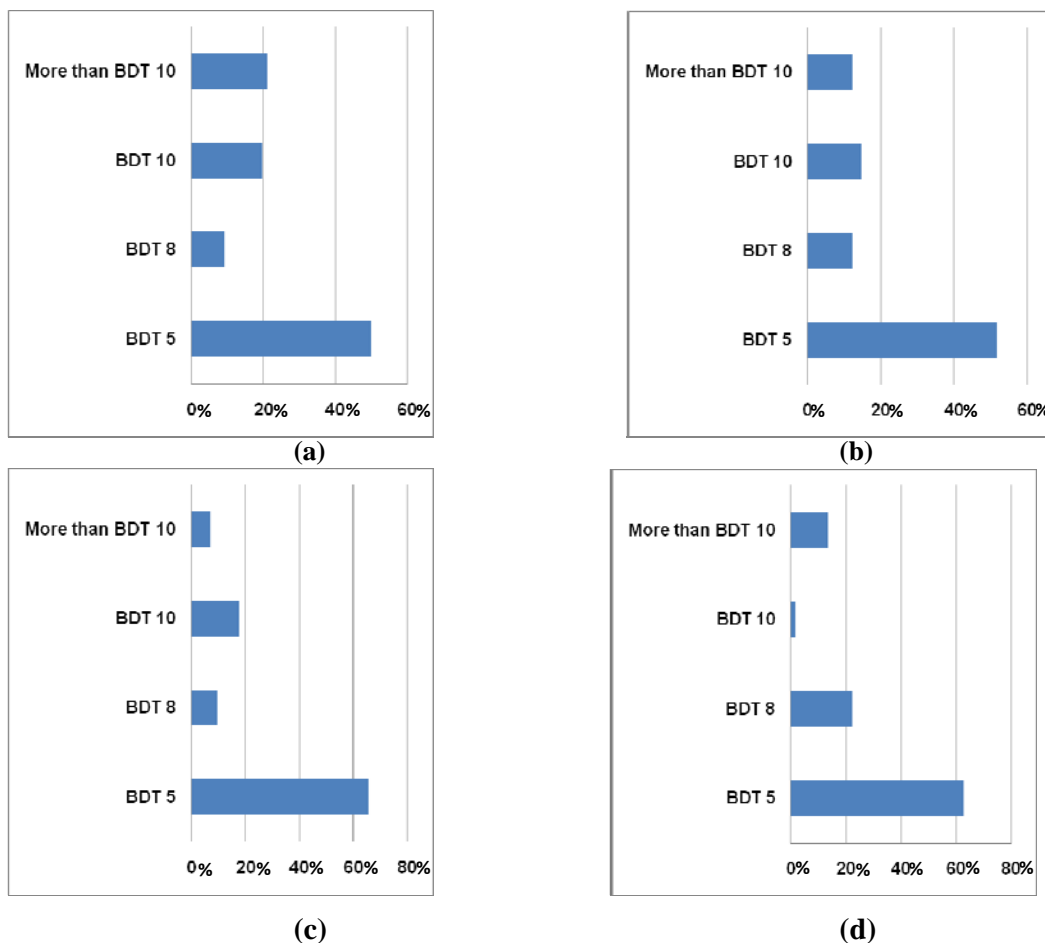 More than BDT 10
BDT 10
BDT 8
BDT 5
0% 20% 40% 60%
(a)
More than BDT 10
BDT 10
BDT 8
BDT 5
0% 20% 40% 60%
(b)
More than BDT 10
BDT 10
BDT 8
BDT 5
0% 20% 40% 60% 80%
(c)
More than BDT 10
BDT 10
BDT 8
BDT 5
0% 20% 40% 60% 80%
(d)